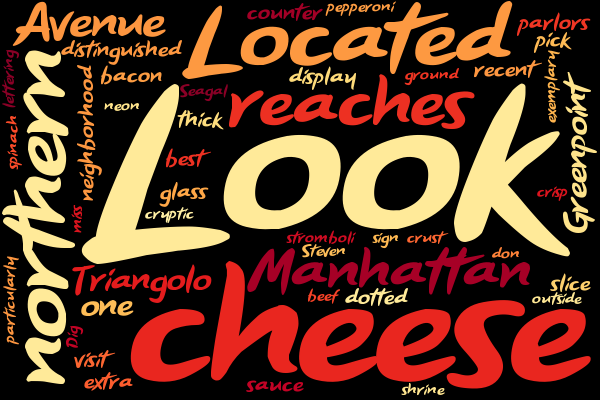 Avenue
Located
counter
pepperoni
parlors
distinguished
pick
bacon
display
ground
recent
lettering
northern
neighborhood
neon
Seagal
thick
reaches
exemplary
Greenpoint
spinach
best
Look
glass
cryptic
miss
crisp
stromboli
sign
crust
Steven
don
particularly
Triangolo
Manhattan
slice
one
beef
dotted
outside
Dig
cheese
visit
extra
sauce
shrine